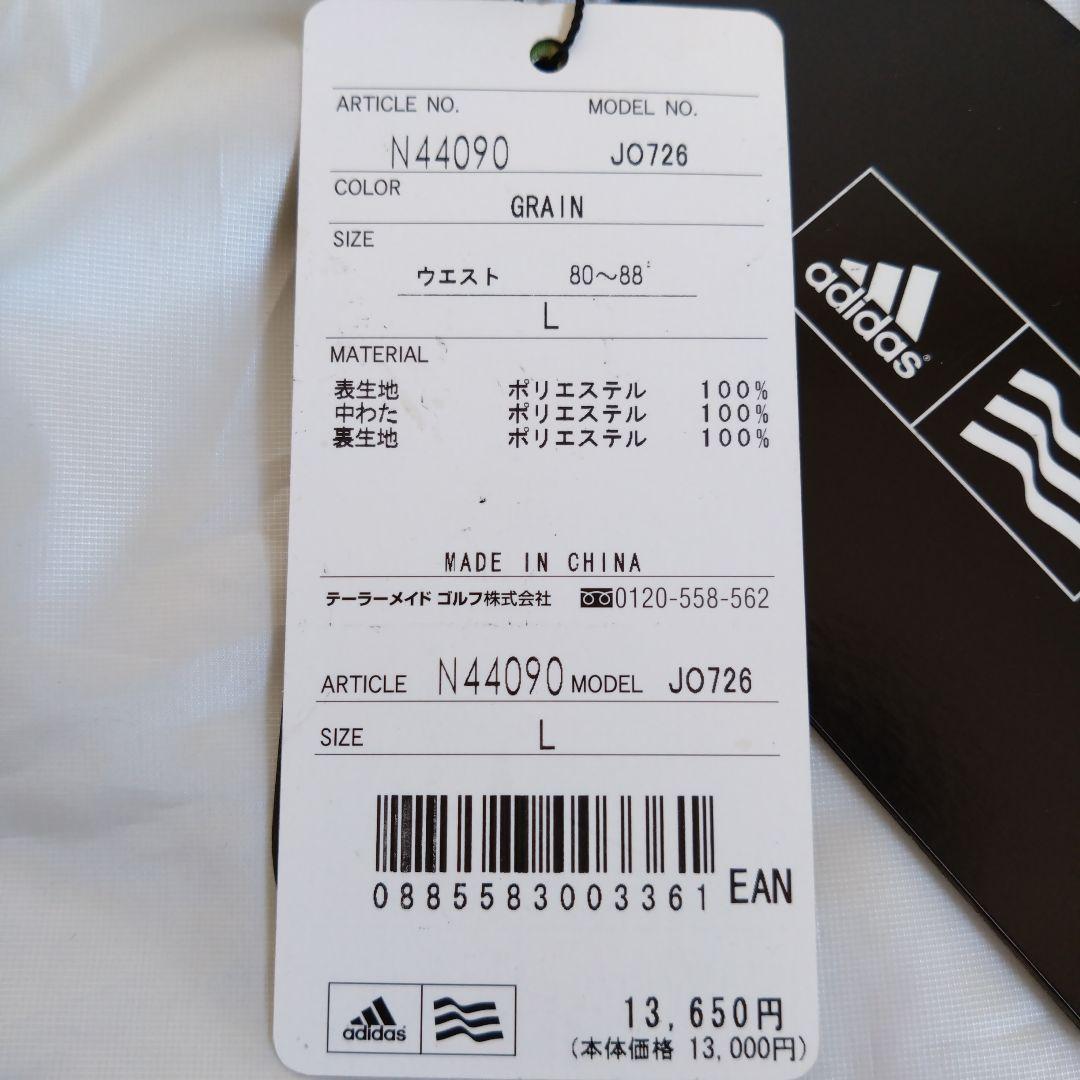 ARTICLE NO. MODEL NO.
N44090 JO726
COLOR
GRAIN
SIZE
ウエスト 80～88
L
MATERIAL
表生地 ポリエステル 100%
中わた ポリエステル 100%
裏生地 ポリエステル 100%
MADE IN CHINA
テーラーメイド ゴルフ株式会社 0120-558-562
ARTICLE N44090 MODEL JO726
SIZE L
0885583003361 EAN
adidas
13,650円
(本体価格 13,000円)
adidas